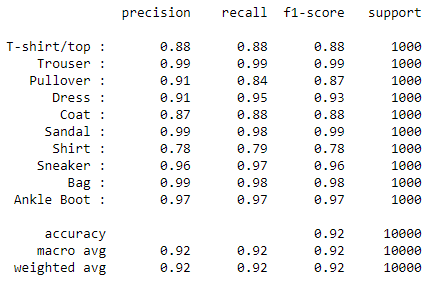 precision recall f1-score support
T-shirt/top : 0.88 0.88 0.88 1000
Trouser : 0.99 0.99 0.99 1000
Pullover : 0.91 0.84 0.87 1000
Dress : 0.91 0.95 0.93 1000
Coat : 0.87 0.88 0.88 1000
Sandal : 0.99 0.98 0.99 1000
Shirt : 0.78 0.79 0.78 1000
Sneaker : 0.96 0.97 0.96 1000
Bag : 0.99 0.98 0.98 1000
Ankle Boot : 0.97 0.97 0.97 1000
accuracy 0.92 10000
macro avg 0.92 0.92 0.92 10000
weighted avg 0.92 0.92 0.92 10000